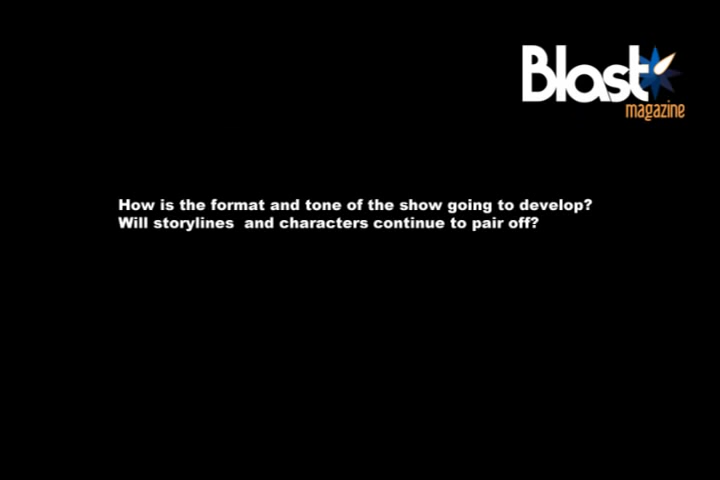 Blast
magazine
How is the format and tone of the show going to develop?
Will storylines  and characters continue to pair off?